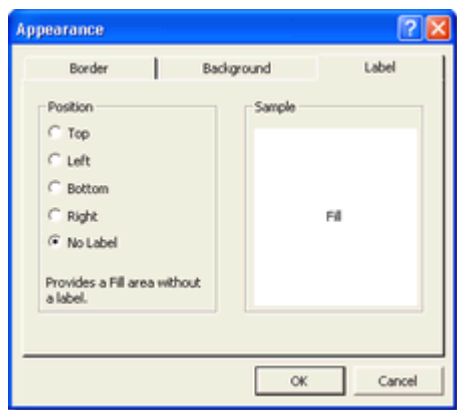 Appearance
Border Background Label
Position
Top
Left
Bottom
Right
No Label
Provides a Fill area without
a label.
Sample
Fill
OK Cancel